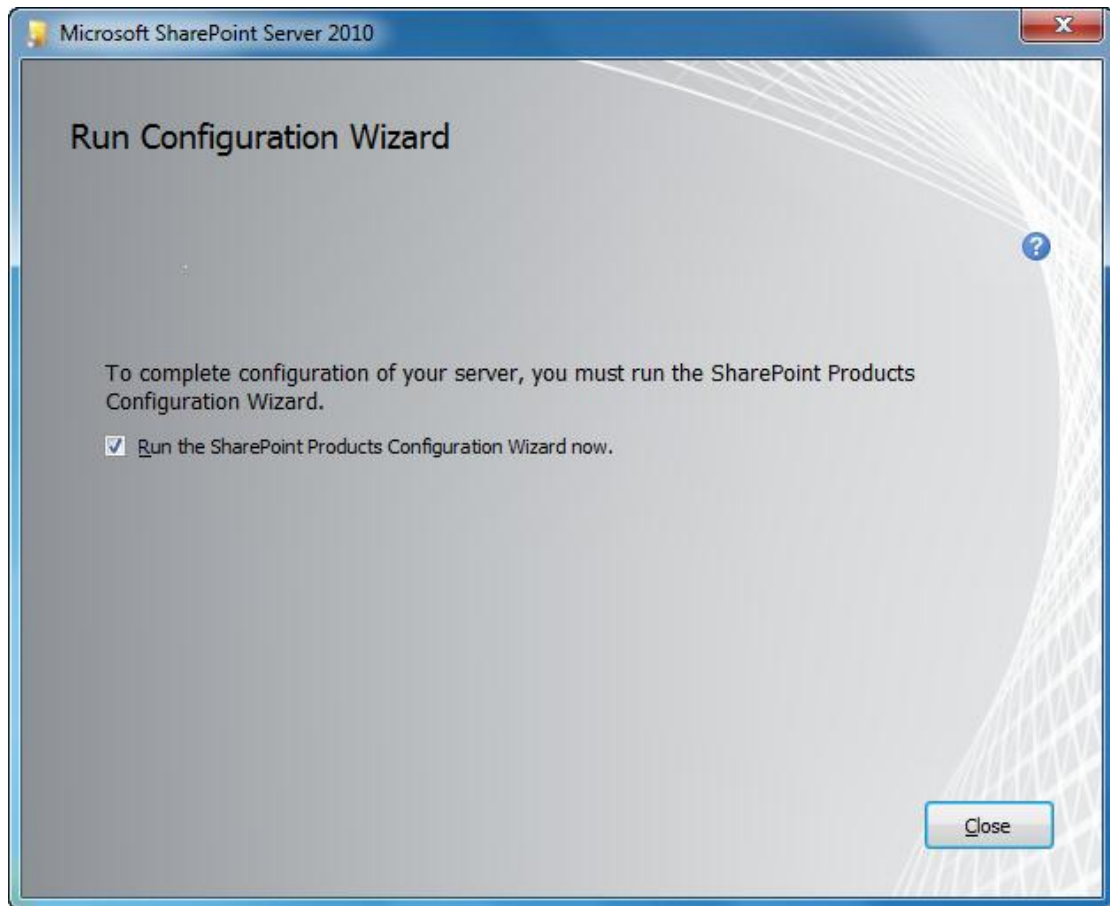 Microsoft SharePoint Server 2010
Run Configuration Wizard
To complete configuration of your server, you must run the SharePoint Products
Configuration Wizard.
Run the SharePoint Products Configuration Wizard now.
Close